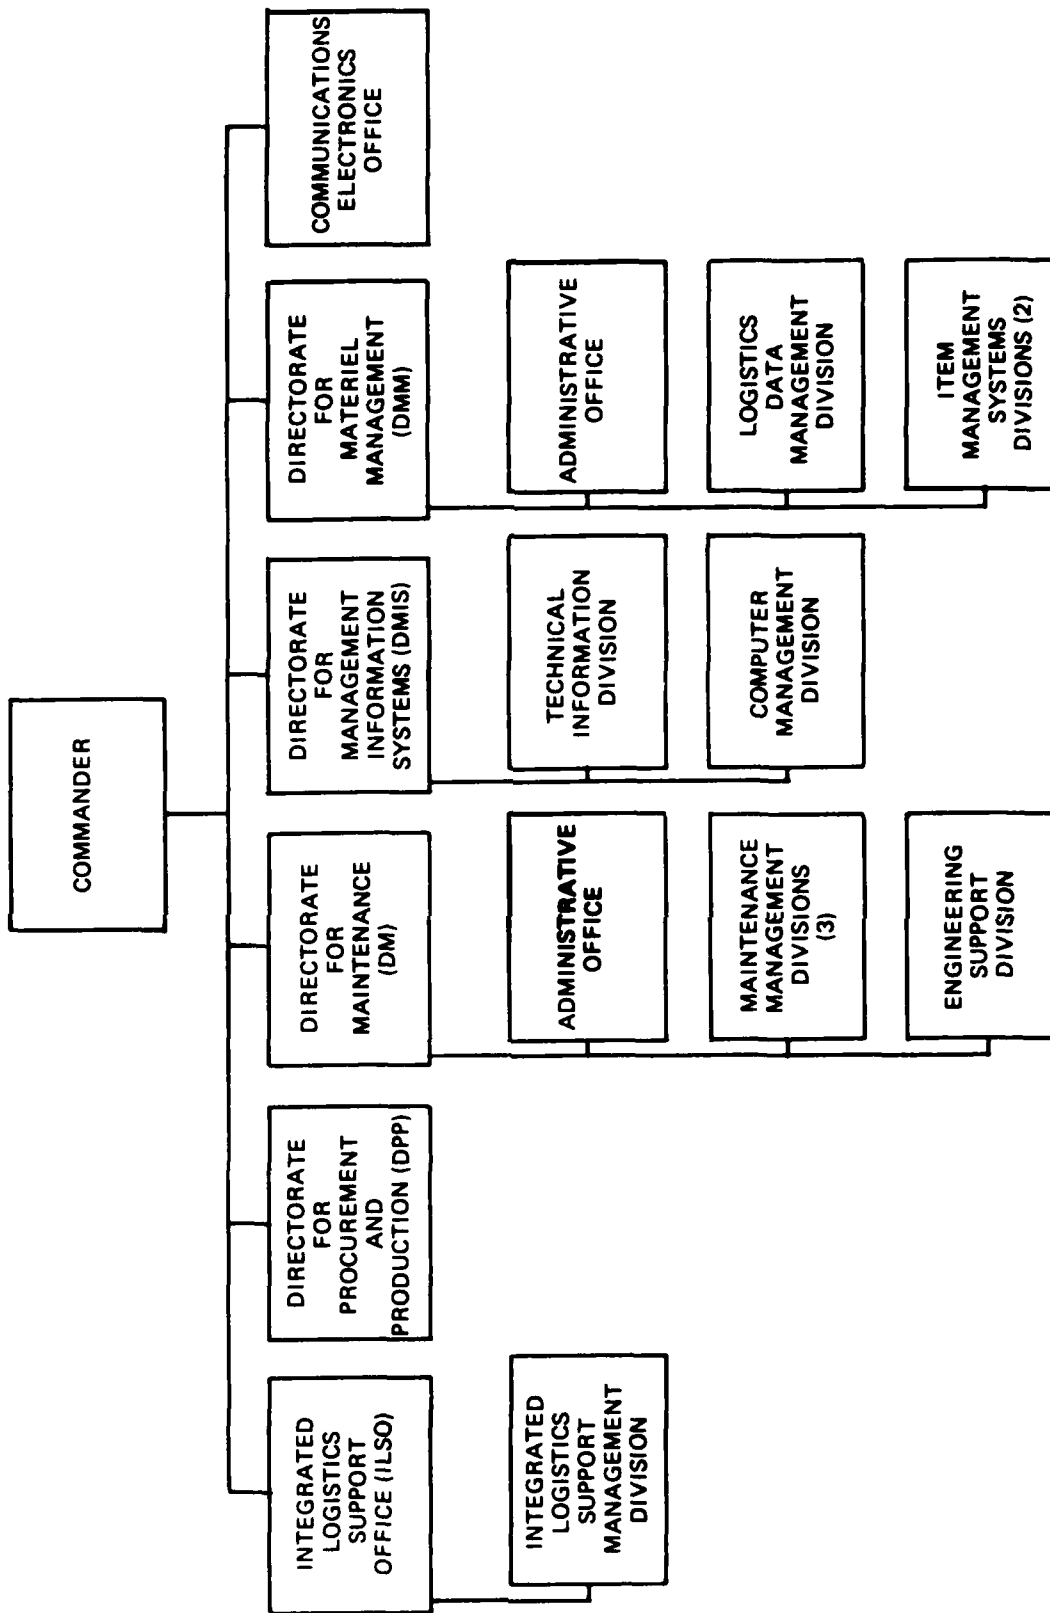 COMMANDER
INTEGRATED
LOGISTICS
SUPPORT
OFFICE (ILSO)
DIRECTORATE
FOR
PROCUREMENT
AND
PRODUCTION (DPP)
DIRECTORATE
FOR
MAINTENANCE
(DM)
DIRECTORATE
FOR
MANAGEMENT
INFORMATION
SYSTEMS (DMIS)
DIRECTORATE
FOR
MATERIEL
MANAGEMENT
(DMM)
COMMUNICATIONS
ELECTRONICS
OFFICE
INTEGRATED
LOGISTICS
SUPPORT
MANAGEMENT
DIVISION
ADMINISTRATIVE
OFFICE
TECHNICAL
INFORMATION
DIVISION
ADMINISTRATIVE
OFFICE
MAINTENANCE
MANAGEMENT
DIVISIONS
(3)
COMPUTER
MANAGEMENT
DIVISION
LOGISTICS
DATA
MANAGEMENT
DIVISION
ENGINEERING
SUPPORT
DIVISION
ITEM
MANAGEMENT
SYSTEMS
DIVISIONS (2)